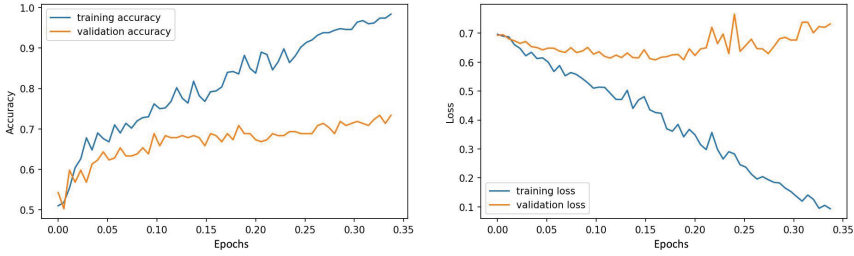 training accuracy
validation accuracy
1.0
0.9
0.8
0.7
0.6
0.5
Accuracy
0.00 0.05 0.10 0.15 0.20 0.25 0.30 0.35
Epochs
0.7
0.6
0.5
0.4
0.3
0.2
0.1
Loss
training loss
validation loss
0.00 0.05 0.10 0.15 0.20 0.25 0.30 0.35
Epochs